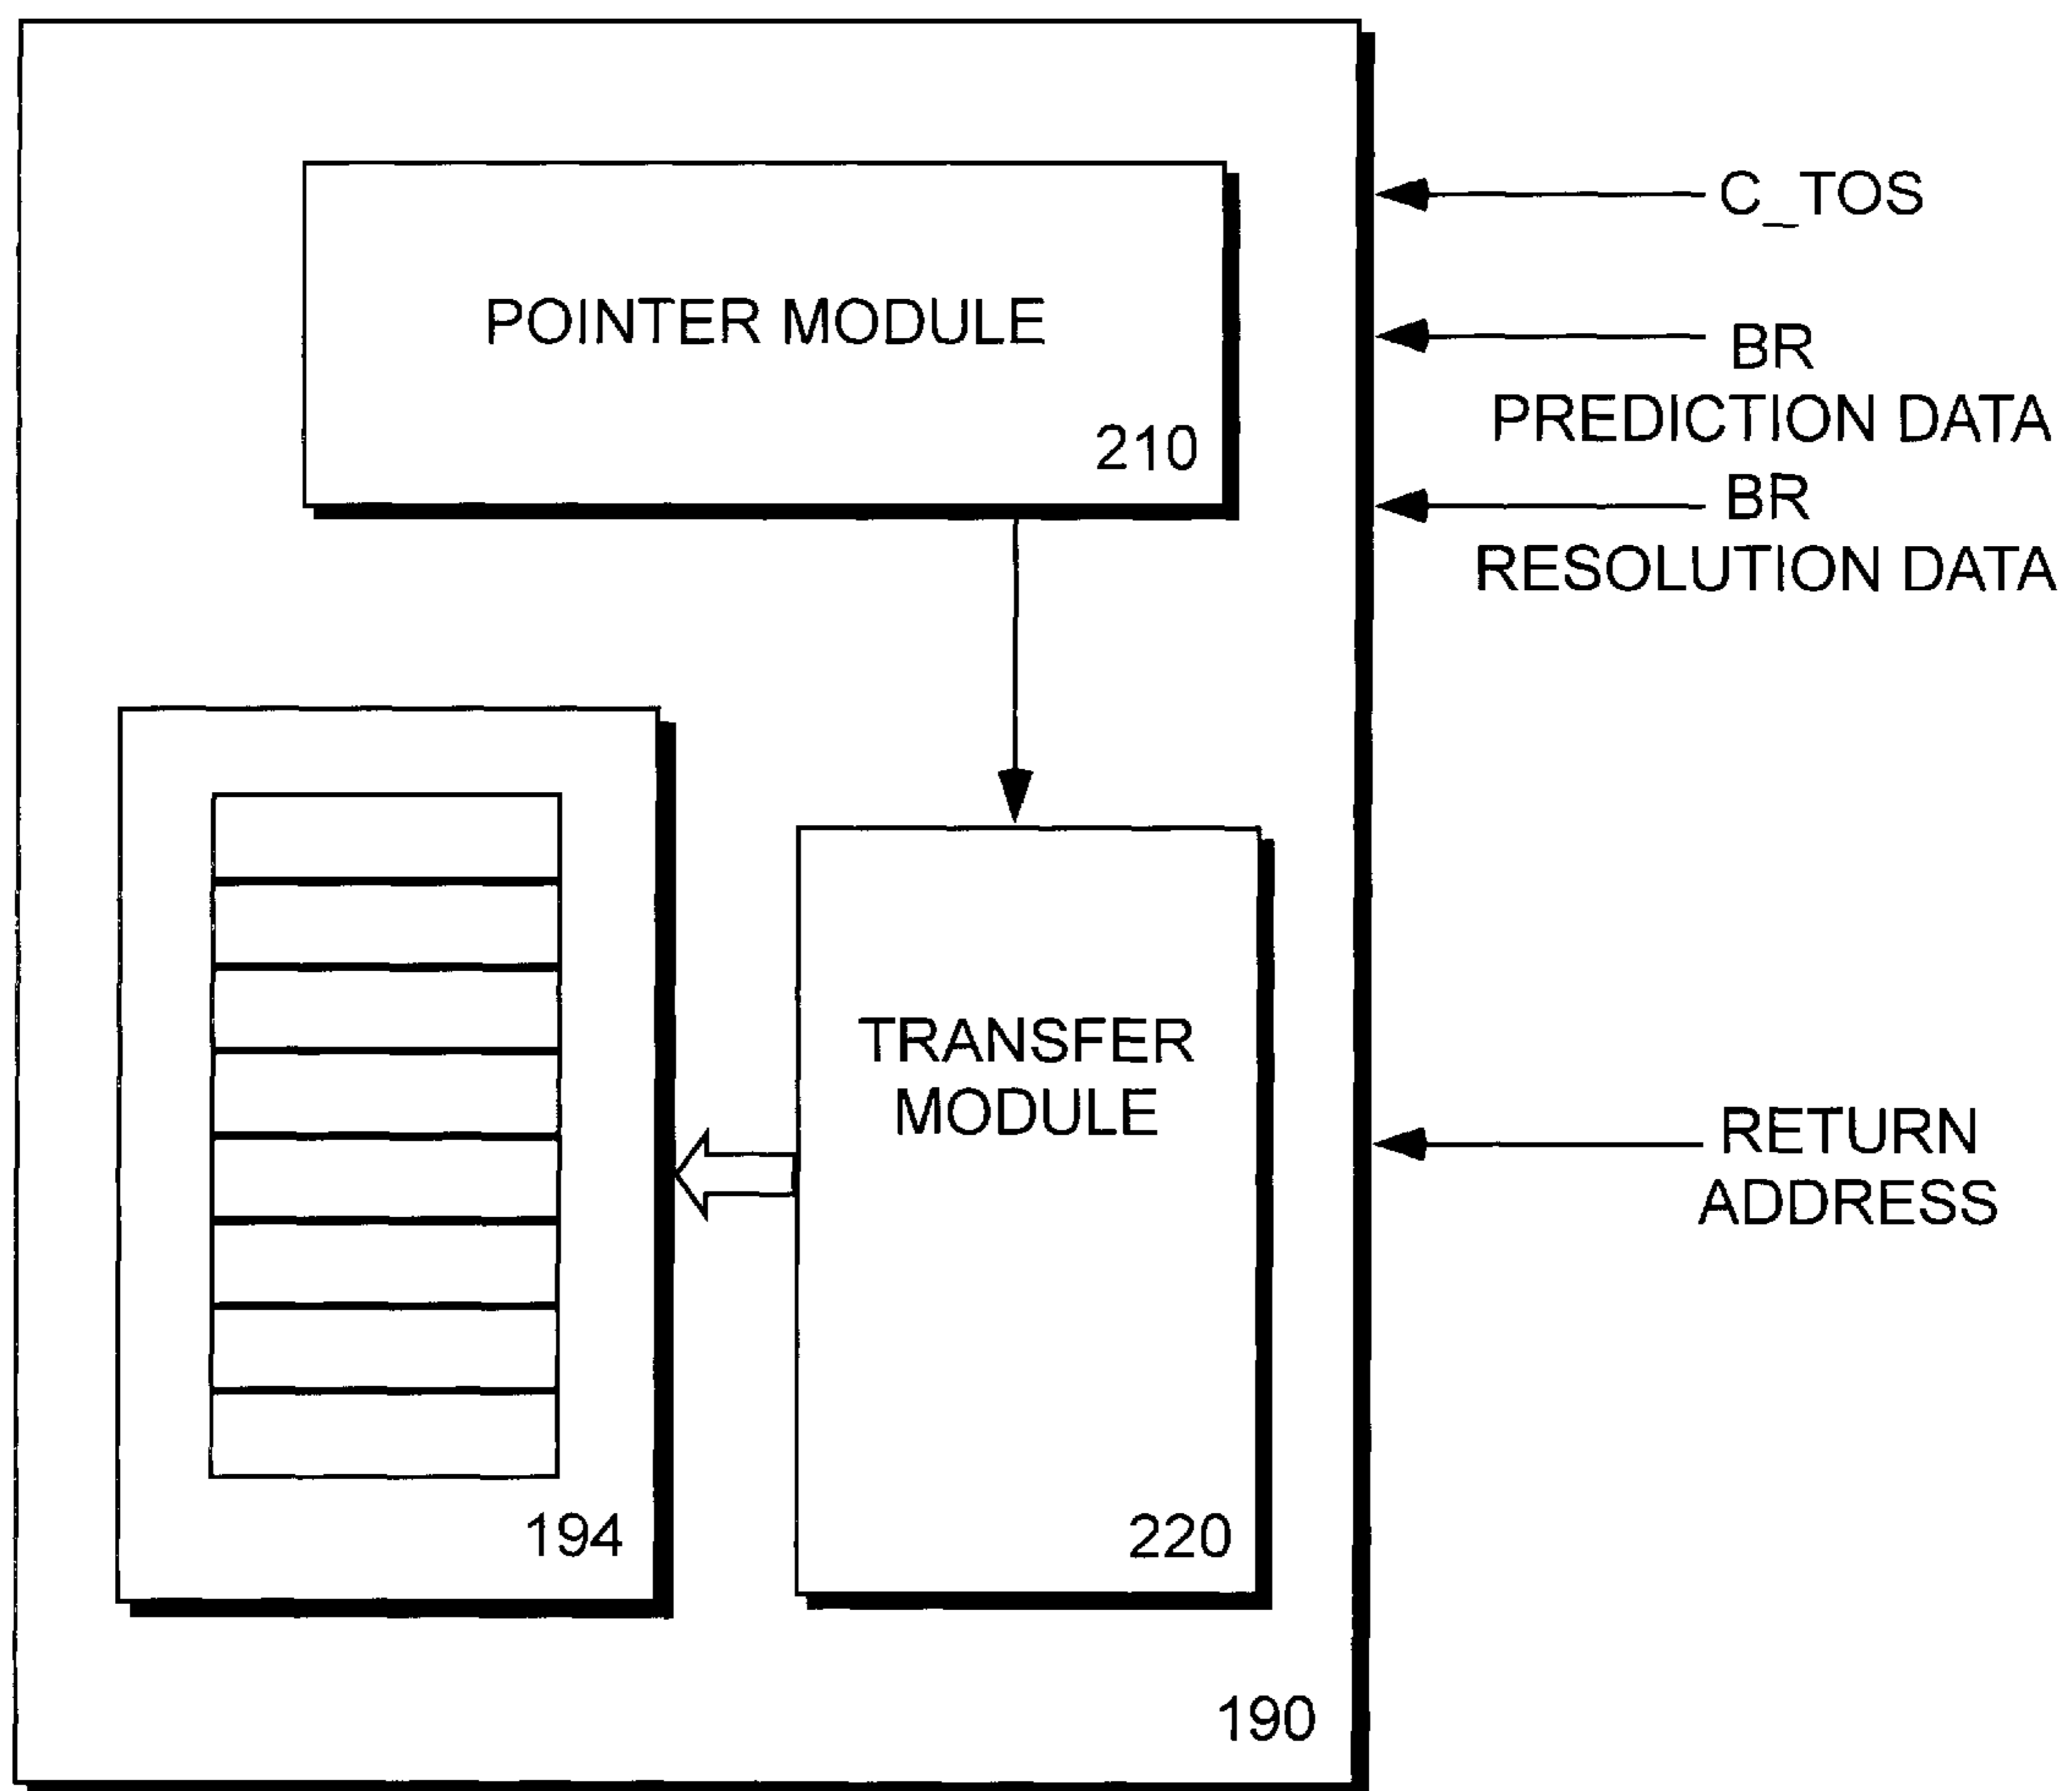 C_TOS
POINTER MODULE
210
BR
PREDICTION DATA
BR
RESOLUTION DATA
TRANSFER
MODULE
220
194
RETURN
ADDRESS
190